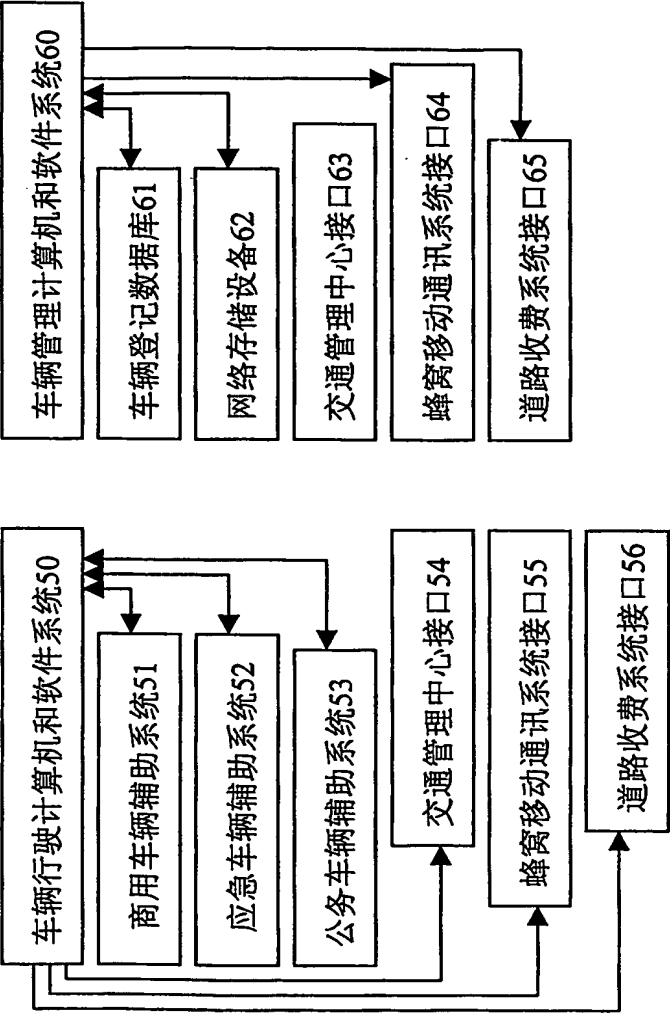 车辆行驶计算机和软件系统50
商用车辆辅助系统51
应急车辆辅助系统52
公务车辆辅助系统53
交通管理中心接口54
蜂窝移动通讯系统接口55
道路收费系统接口56
车辆管理计算机和软件系统60
车辆登记数据库61
网络存储设备62
交通管理中心接口63
蜂窝移动通讯系统接口64
道路收费系统接口65